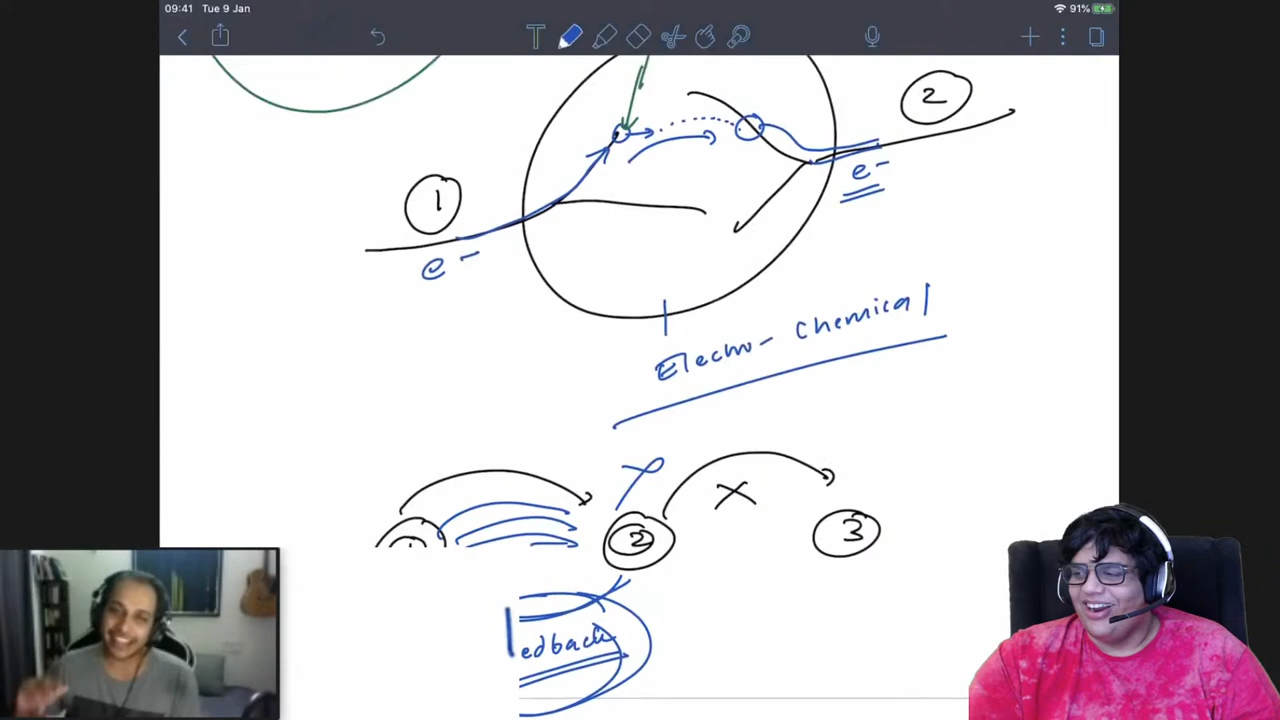 09:41 Tue 9 Jan
91%
T
2
1
e-
e-
Electro-Chemical
2
3
edback